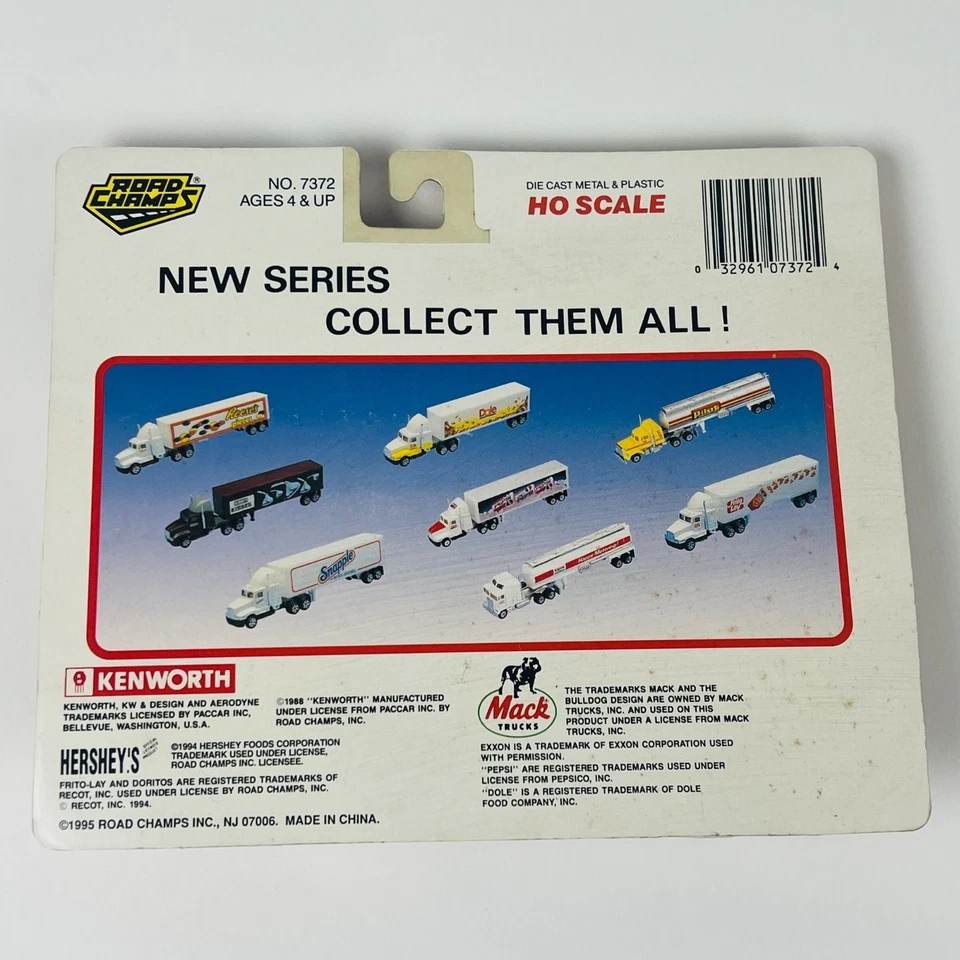 ROAD CHAMPS®
NO. 7372
AGES 4 & UP
DIE CAST METAL & PLASTIC
HO SCALE
0 32961 07372 4
NEW SERIES
COLLECT THEM ALL !
Reese's
PIECES
Dole
Pilot
KISSES
Frito Lay
Snapple
KENWORTH
KENWORTH, KW & DESIGN AND AERODYNE
TRADEMARKS LICENSED BY PACCAR INC,
BELLEVUE, WASHINGTON, U.S.A.
©1988 "KENWORTH" MANUFACTURED
UNDER LICENSE FROM PACCAR INC. BY
ROAD CHAMPS, INC.
HERSHEY'S
©1994 HERSHEY FOODS CORPORATION
TRADEMARK USED UNDER LICENSE,
ROAD CHAMPS INC. LICENSEE.
FRITO-LAY AND DORITOS ARE REGISTERED TRADEMARKS OF
RECOT, INC. USED UNDER LICENSE BY ROAD CHAMPS, INC.
© RECOT, INC. 1994.
©1995 ROAD CHAMPS INC., NJ 07006. MADE IN CHINA.
Mack
TRUCKS
THE TRADEMARKS MACK AND THE
BULLDOG DESIGN ARE OWNED BY MACK
TRUCKS, INC. AND USED ON THIS
PRODUCT UNDER A LICENSE FROM MACK
TRUCKS, INC.
EXXON IS A TRADEMARK OF EXXON CORPORATION USED
WITH PERMISSION.
"PEPSI" ARE REGISTERED TRADEMARKS USED UNDER
LICENSE FROM PEPSICO, INC.
"DOLE" IS A REGISTERED TRADEMARK OF DOLE
FOOD COMPANY, INC.